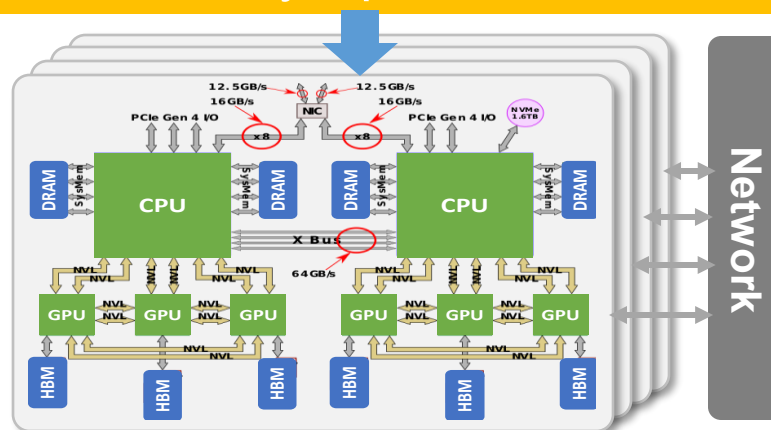 12.5GB/s
12.5GB/s
16GB/s
16GB/s
NIC
PCIe Gen 4 I/O
PCIe Gen 4 I/O
NVMe
1.6TB
x8
x8
DRAM
SysMem
CPU
SysMem
DRAM
DRAM
SysMem
CPU
SysMem
DRAM
X Bus
64GB/s
NVL
NVL
NVL
NVL
NVL
NVL
NVL
NVL
NVL
NVL
NVL
NVL
GPU
NVL
NVL
GPU
NVL
NVL
GPU
GPU
NVL
NVL
GPU
NVL
NVL
GPU
NVL
NVL
NVL
NVL
HBM
HBM
HBM
HBM
HBM
HBM
Network